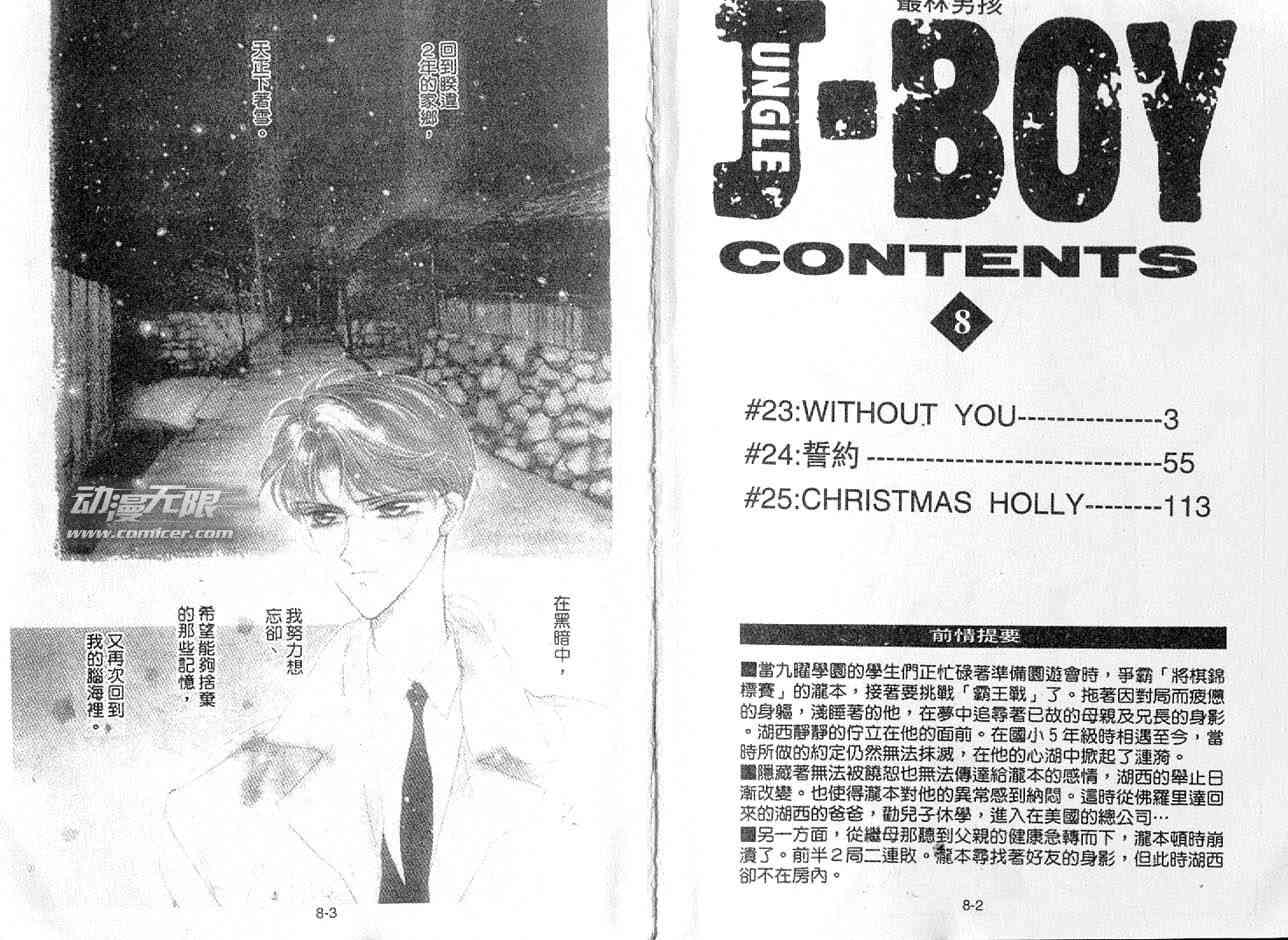 叢林男孩
JUNGLE
J-BOY
CONTENTS
8
#23:WITHOUT YOU---------------3
#24:誓約------------------------------55
#25:CHRISTMAS HOLLY--------113
前情提要
■當九曜學園的學生們正忙碌著準備園遊會時，爭霸「將棋錦
標賽」的瀧本，接著要挑戰「霸王戰」了。拖著因對局而疲憊
的身軀，淺睡著的他，在夢中追尋著已故的母親及兄長的身影
。湖西靜靜的佇立在他的面前。在國小5年級時相遇至今，當
時所做的約定仍然無法抹滅，在他的心湖中掀起了漣漪。
■隱藏著無法被饒恕也無法傳達給瀧本的感情，湖西的舉止日
漸改變。也使得瀧本對他的異常感到納悶。這時從佛羅里達回
來的湖西的爸爸，勸兒子休學，進入在美國的總公司…
■另一方面，從繼母那聽到父親的健康急轉而下，瀧本頓時崩
潰了。前半2局二連敗。瀧本尋找著好友的身影，但此時湖西
卻不在房內。
8-2
回到睽違
2年的家鄉，
天正下著雪。
在黑暗中，
我努力想
忘卻、
希望能夠捨棄
的那些記憶，
又再次回到
我的腦海裡。
动漫无限
www.comicer.com
8-3